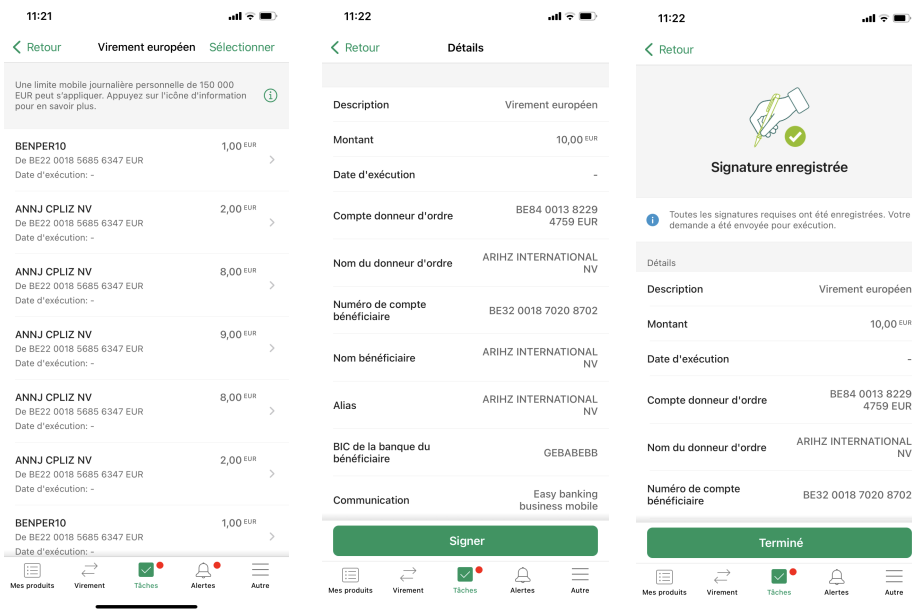 11:21
Retour
Virement européen
Sélectionner
Une limite mobile journalière personnelle de 150 000
EUR peut s'appliquer. Appuyez sur l'icône d'information
pour en savoir plus.
BENPER10
1,00 EUR
De BE22 0018 5685 6347 EUR
Date d'exécution: -
ANNJ CPLIZ NV
2,00 EUR
De BE22 0018 5685 6347 EUR
Date d'exécution: -
ANNJ CPLIZ NV
8,00 EUR
De BE22 0018 5685 6347 EUR
Date d'exécution: -
ANNJ CPLIZ NV
9,00 EUR
De BE22 0018 5685 6347 EUR
Date d'exécution: -
ANNJ CPLIZ NV
8,00 EUR
De BE22 0018 5685 6347 EUR
Date d'exécution: -
ANNJ CPLIZ NV
2,00 EUR
De BE22 0018 5685 6347 EUR
Date d'exécution: -
BENPER10
1,00 EUR
De BE22 0018 5685 6347 EUR
Date d'exécution: -
Mes produits
Virement
Tâches
Alertes
Autre
11:22
Retour
Détails
Description
Virement européen
Montant
10,00 EUR
Date d'exécution
-
Compte donneur d'ordre
BE84 0013 8229
4759 EUR
Nom du donneur d'ordre
ARIHZ INTERNATIONAL
NV
Numéro de compte
bénéficiaire
BE32 0018 7020 8702
Nom bénéficiaire
ARIHZ INTERNATIONAL
NV
Alias
ARIHZ INTERNATIONAL
NV
BIC de la banque du
bénéficiaire
GEBABEBB
Communication
Easy banking
business mobile
Signer
Mes produits
Virement
Tâches
Alertes
Autre
11:22
Retour
Signature enregistrée
Toutes les signatures requises ont été enregistrées. Votre
demande a été envoyée pour exécution.
Détails
Description
Virement européen
Montant
10,00 EUR
Date d'exécution
-
Compte donneur d'ordre
BE84 0013 8229
4759 EUR
Nom du donneur d'ordre
ARIHZ INTERNATIONAL
NV
Numéro de compte
bénéficiaire
BE32 0018 7020 8702
Terminé
Mes produits
Virement
Tâches
Alertes
Autre